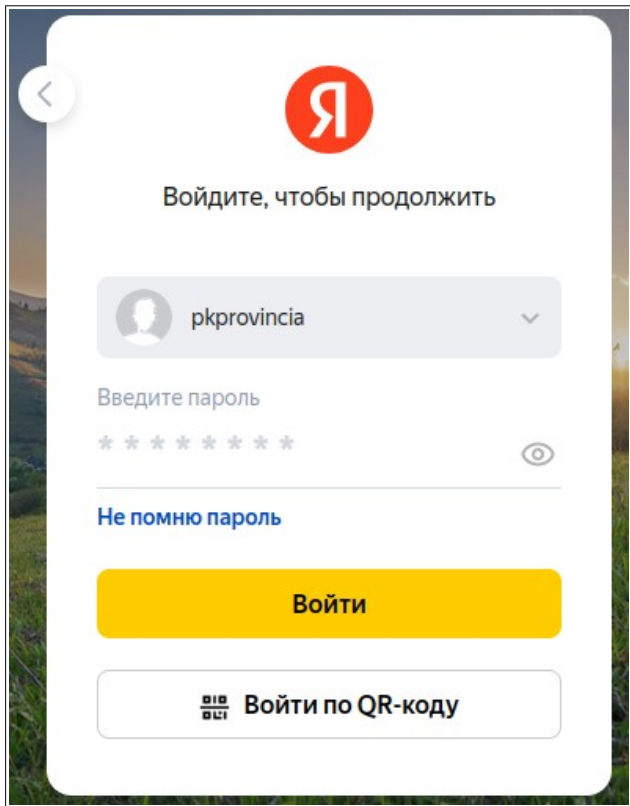 Я
Войдите, чтобы продолжить
pkprovincia
Введите пароль
* * * * * * * *
Не помню пароль
Войти
Войти по QR-коду